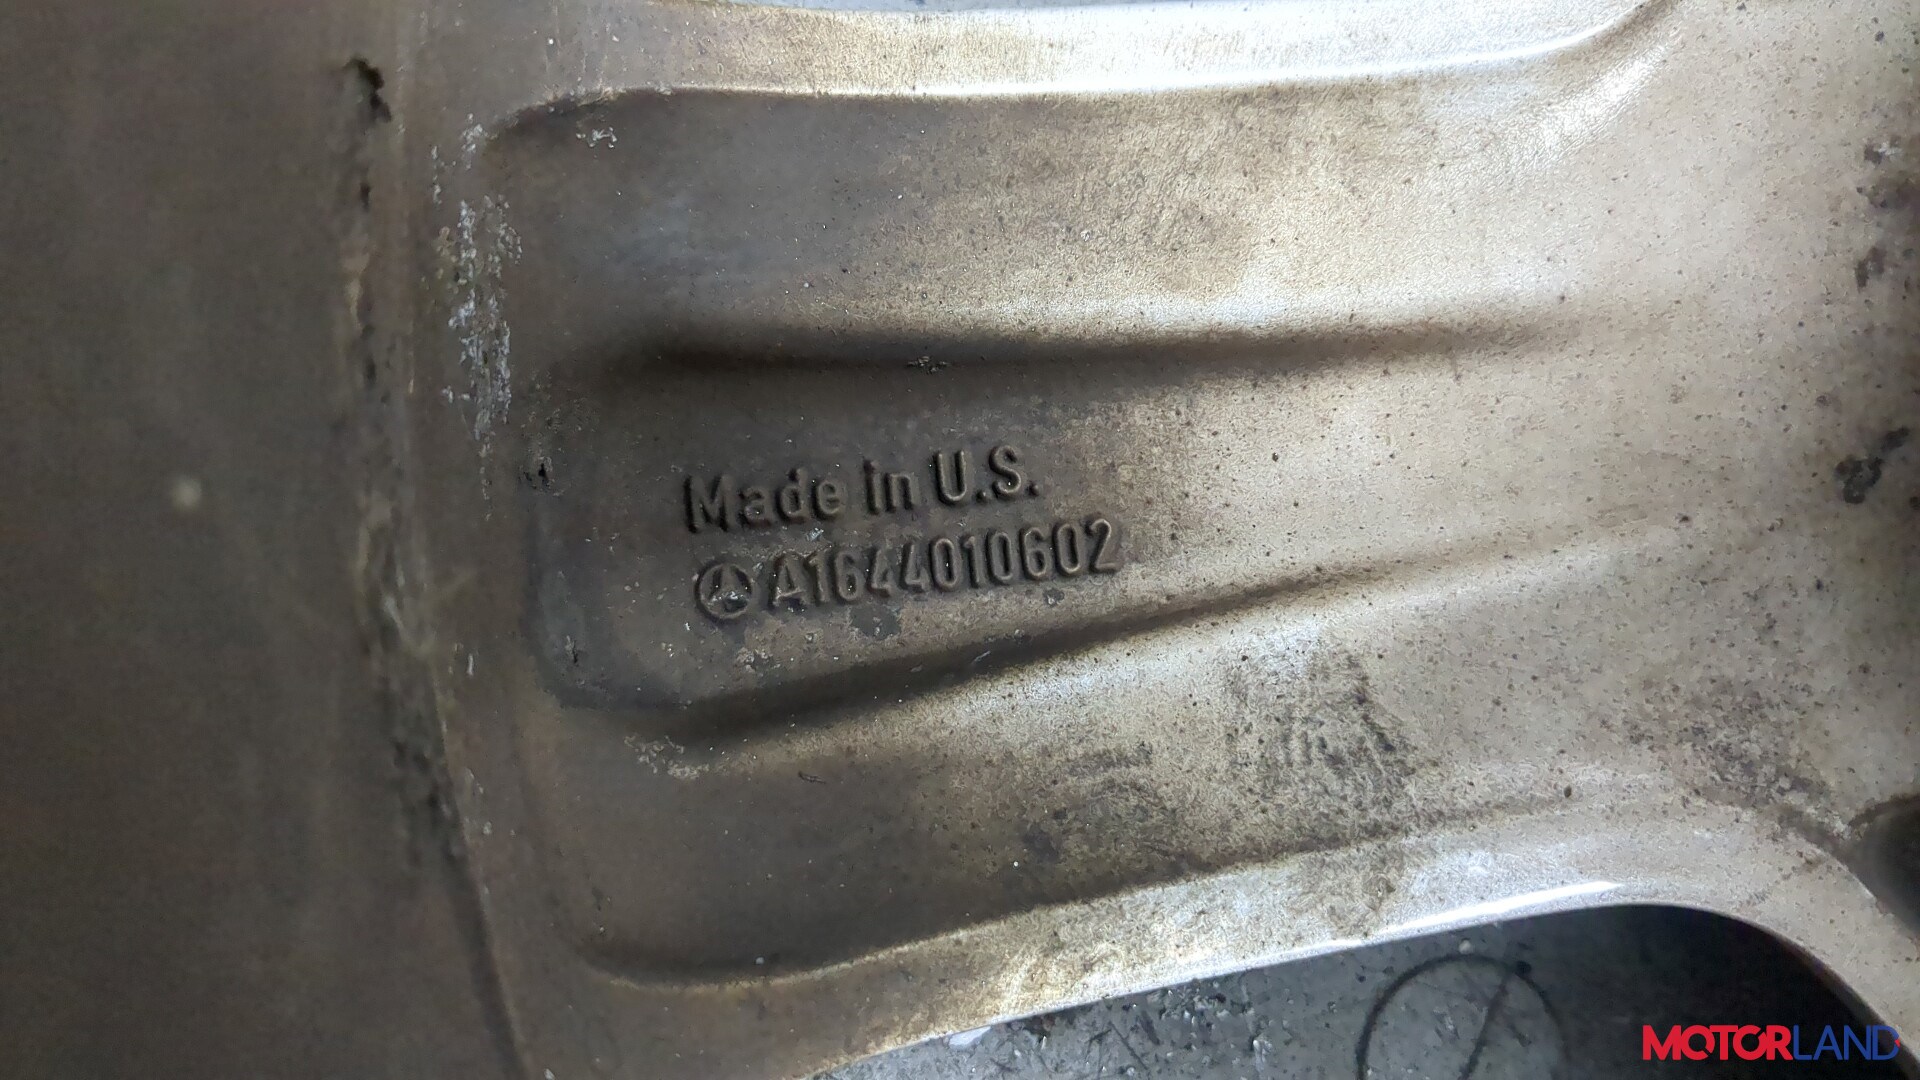 Made in U.S.
A1644010602
MOTORLAND